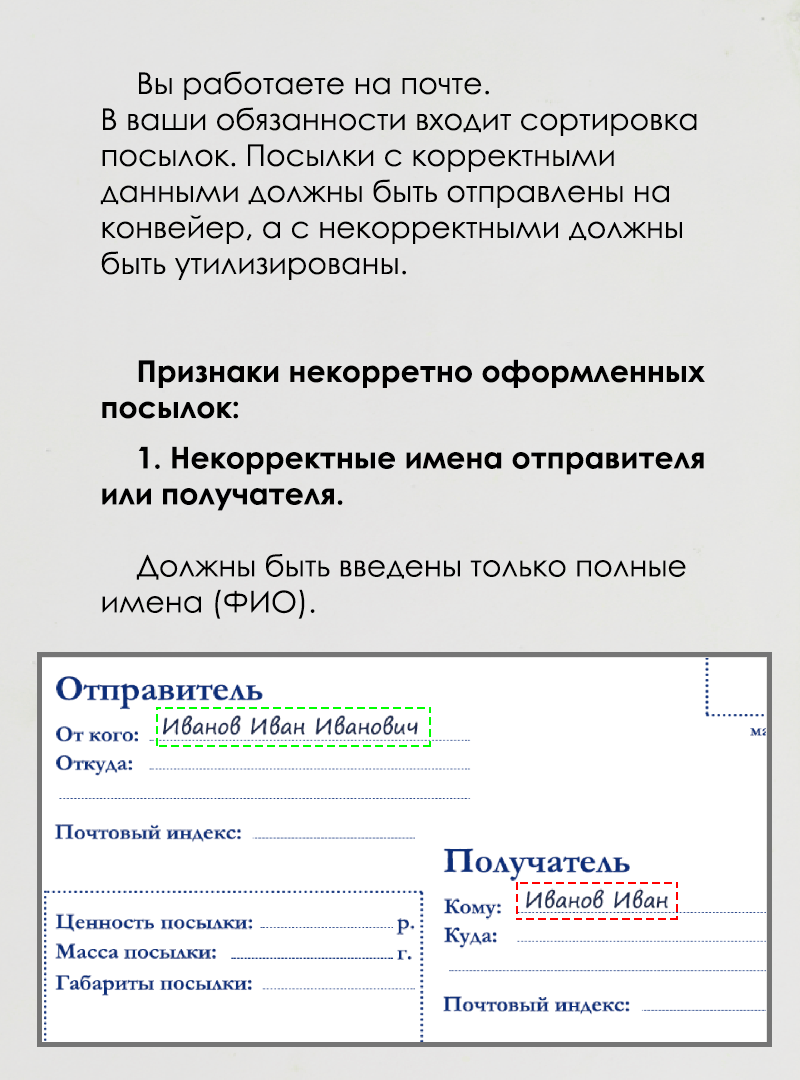 Вы работаете на почте.
В ваши обязанности входит сортировка
посылок. Посылки с корректными
данными должны быть отправлены на
конвейер, а с некорректными должны
быть утилизированы.
Признаки некорретно оформленных
посылок:
1. Некорректные имена отправителя
или получателя.
Должны быть введены только полные
имена (ФИО).
Отправитель
От кого: Иванов Иван Иванович
ма
Откуда:
Почтовый индекс:
Получатель
Кому: Иванов Иван
Куда:
Почтовый индекс:
Ценность посылки: р.
Масса посылки: г.
Габариты посылки: